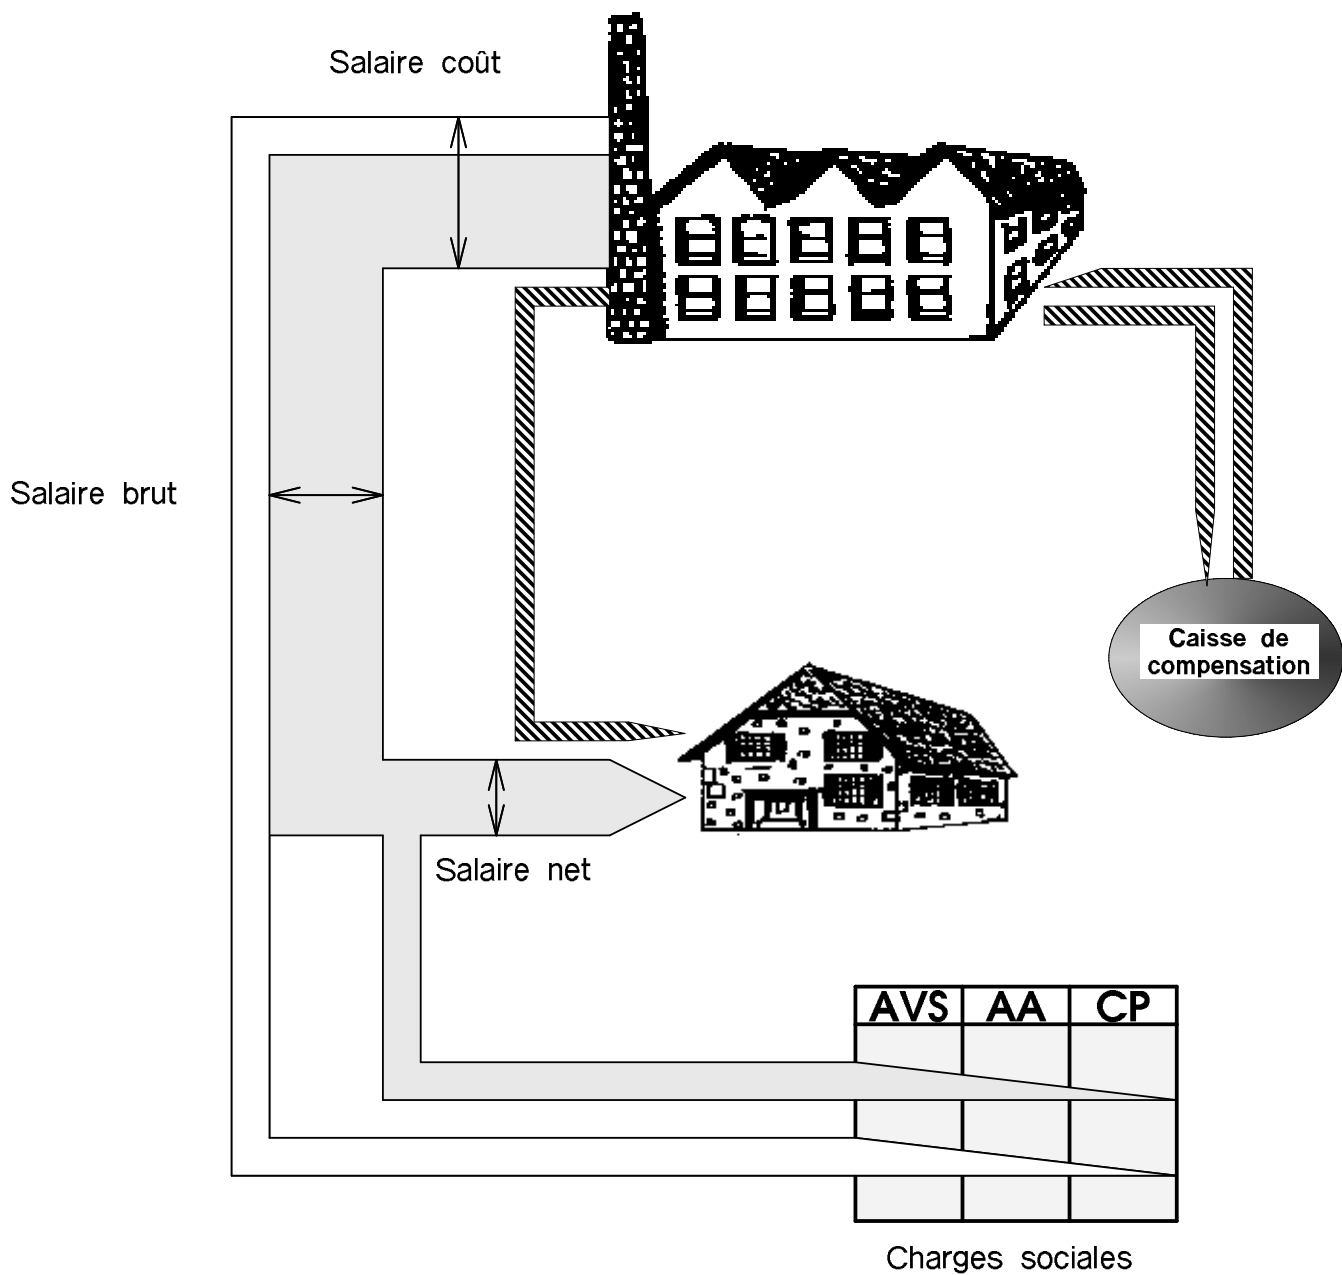 Salaire coût
Salaire brut
Caisse de
compensation
Salaire net
AVS AA CP
Charges sociales